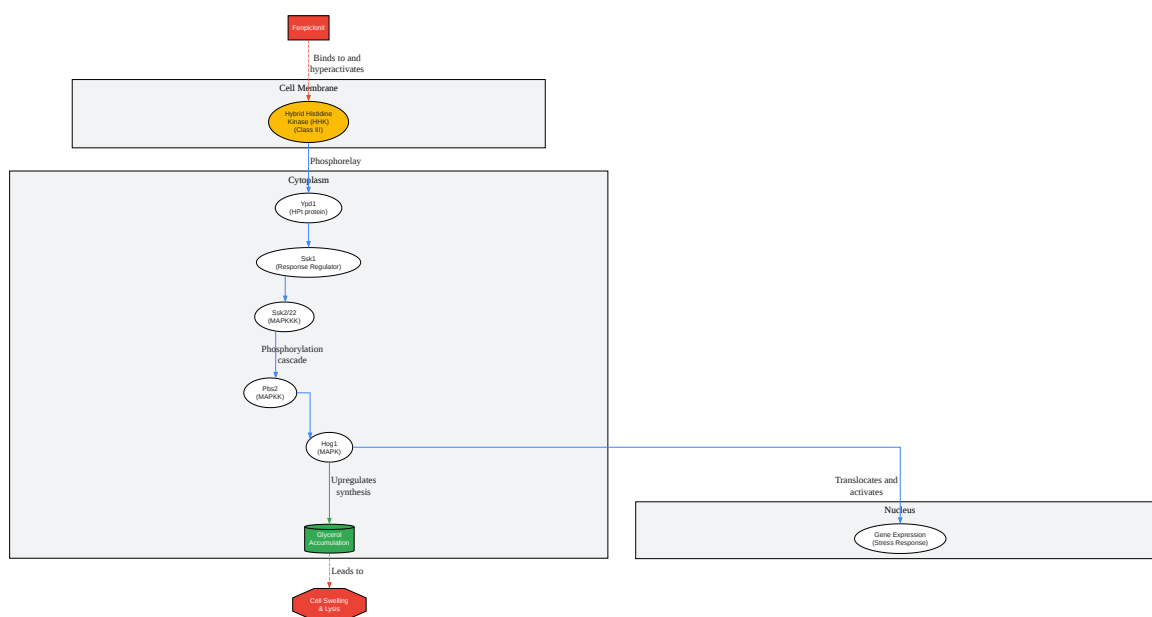 Fenpiclonil
Binds to and
hyperactivates
Cell Membrane
Hybrid Histidine
Kinase (HHK)
(Class III)
Phosphorelay
Cytoplasm
Ypd1
(HPt protein)
Ssk1
(Response Regulator)
Ssk2/22
(MAPKKK)
Phosphorylation
cascade
Pbs2
(MAPKK)
Hog1
(MAPK)
Upregulates
synthesis
Translocates and
activates
Nucleus
Gene Expression
(Stress Response)
Glycerol
Accumulation
Leads to
Cell Swelling
& Lysis